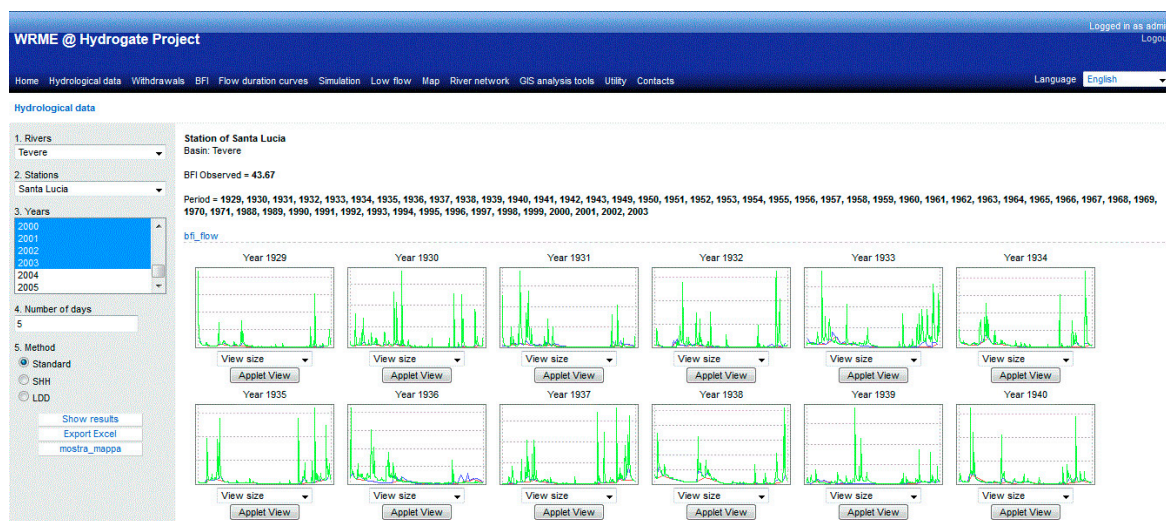 Logged in as admi
WRME @ Hydrogate Project
Logou
Home Hydrological data Withdrawals BFI Flow duration curves Simulation Low flow Map River network GIS analysis tools Utility Contacts
Language English
Hydrological data
1. Rivers
Tevere
2. Stations
Santa Lucia
3. Years
2000
2001
2002
2003
2004
2005
4. Number of days
5
5. Method
Standard
SHH
LDD
Show results
Export Excel
mostra_mappa
Station of Santa Lucia
Basin: Tevere
BFI Observed = 43.67
Period = 1929, 1930, 1931, 1932, 1933, 1934, 1935, 1936, 1937, 1938, 1939, 1940, 1941, 1942, 1943, 1949, 1950, 1951, 1952, 1953, 1954, 1955, 1956, 1957, 1958, 1959, 1960, 1961, 1962, 1963, 1964, 1965, 1966, 1967, 1968, 1969,
1970, 1971, 1988, 1989, 1990, 1991, 1992, 1993, 1994, 1995, 1996, 1997, 1998, 1999, 2000, 2001, 2002, 2003
bfi_flow
Year 1929 Year 1930 Year 1931 Year 1932 Year 1933 Year 1934
View size View size View size View size View size View size
Applet View Applet View Applet View Applet View Applet View Applet View
Year 1935 Year 1936 Year 1937 Year 1938 Year 1939 Year 1940
View size View size View size View size View size View size
Applet View Applet View Applet View Applet View Applet View Applet View